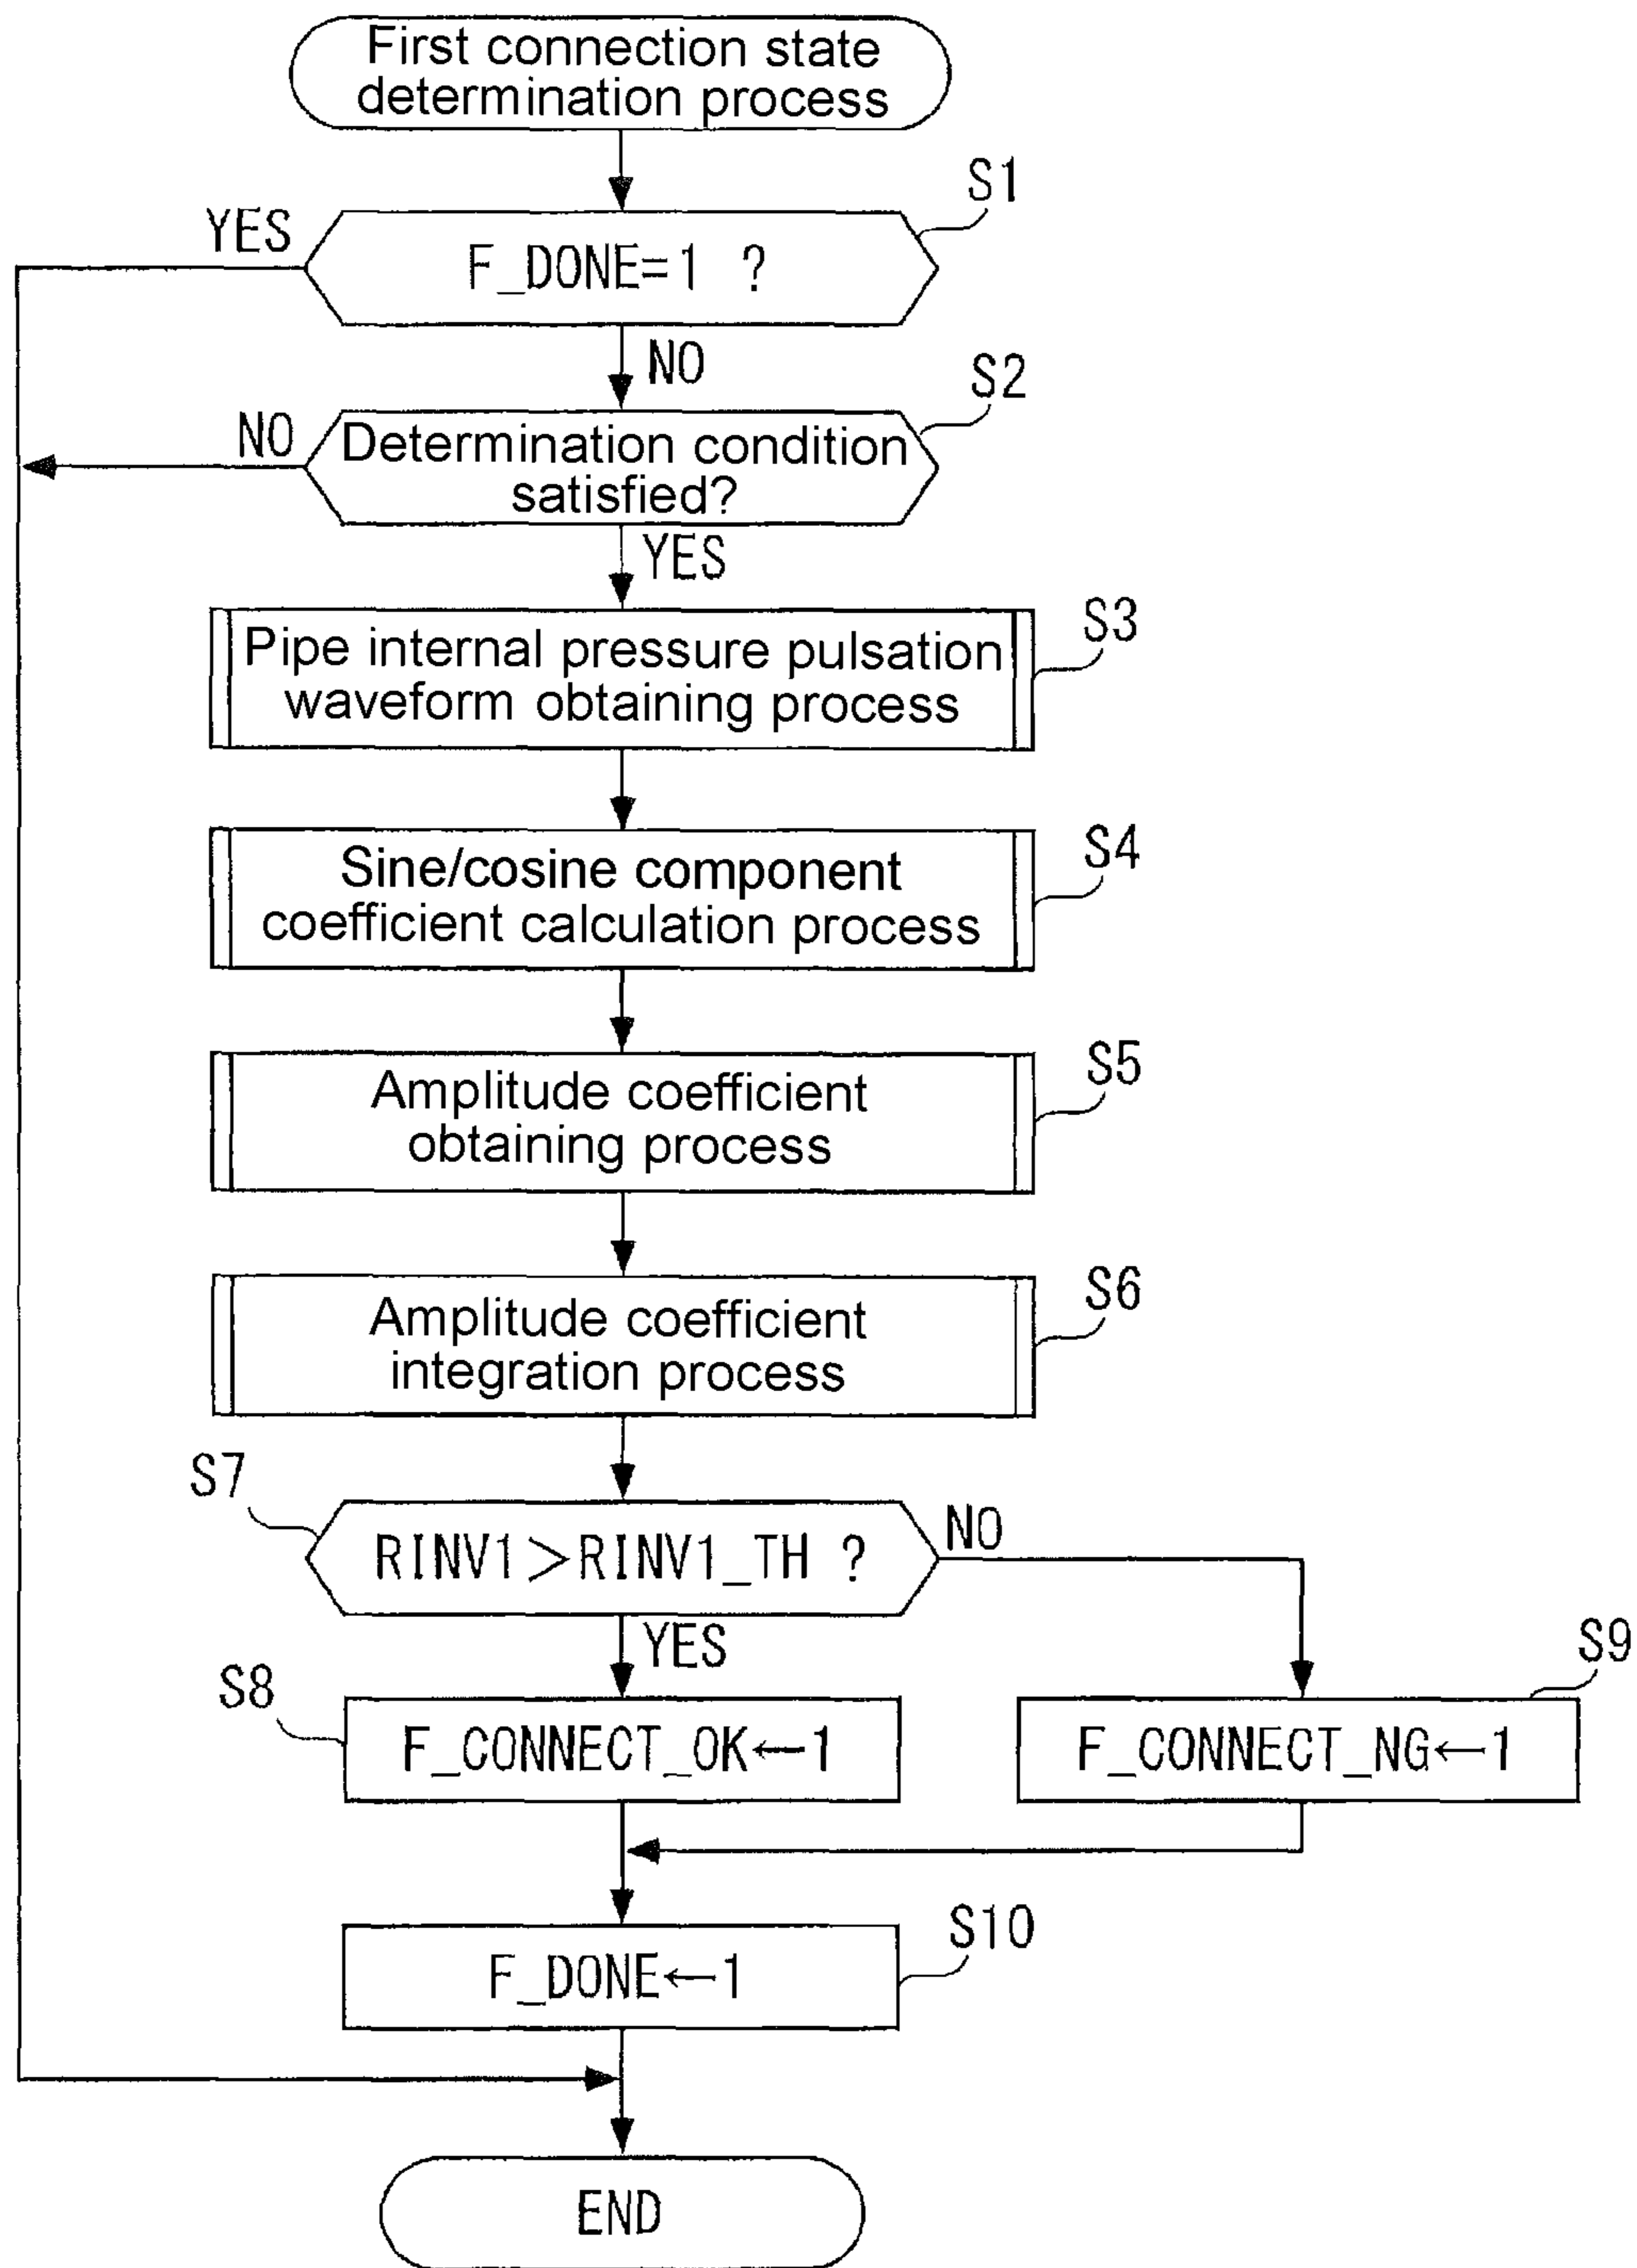 First connection state
determination process
S1
YES
F_DONE=1 ?
NO
S2
NO
Determination condition
satisfied?
YES
S3
Pipe internal pressure pulsation
waveform obtaining process
S4
Sine/cosine component
coefficient calculation process
S5
Amplitude coefficient
obtaining process
S6
Amplitude coefficient
integration process
S7
RINV1>RINV1_TH ?
NO
YES
S8
F_CONNECT_OK←1
S9
F_CONNECT_NG←1
S10
F_DONE←1
END